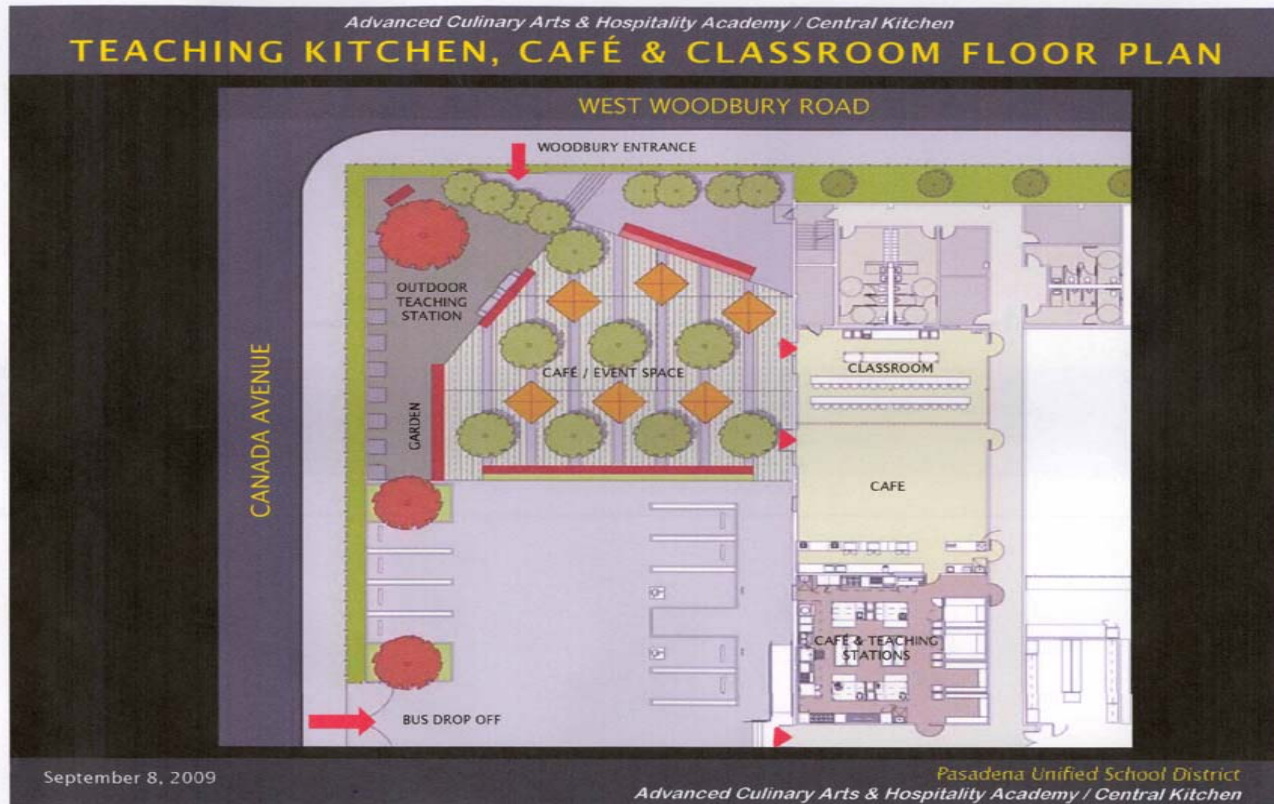 Advanced Culinary Arts & Hospitality Academy / Central Kitchen
TEACHING KITCHEN, CAFÉ & CLASSROOM FLOOR PLAN
WEST WOODBURY ROAD
WOODBURY ENTRANCE
OUTDOOR
TEACHING
STATION
CLASSROOM
CAFÉ / EVENT SPACE
CANADA AVENUE
GARDEN
CAFE
CAFÉ & TEACHING
STATIONS
BUS DROP OFF
September 8, 2009
Pasadena Unified School District
Advanced Culinary Arts & Hospitality Academy / Central Kitchen